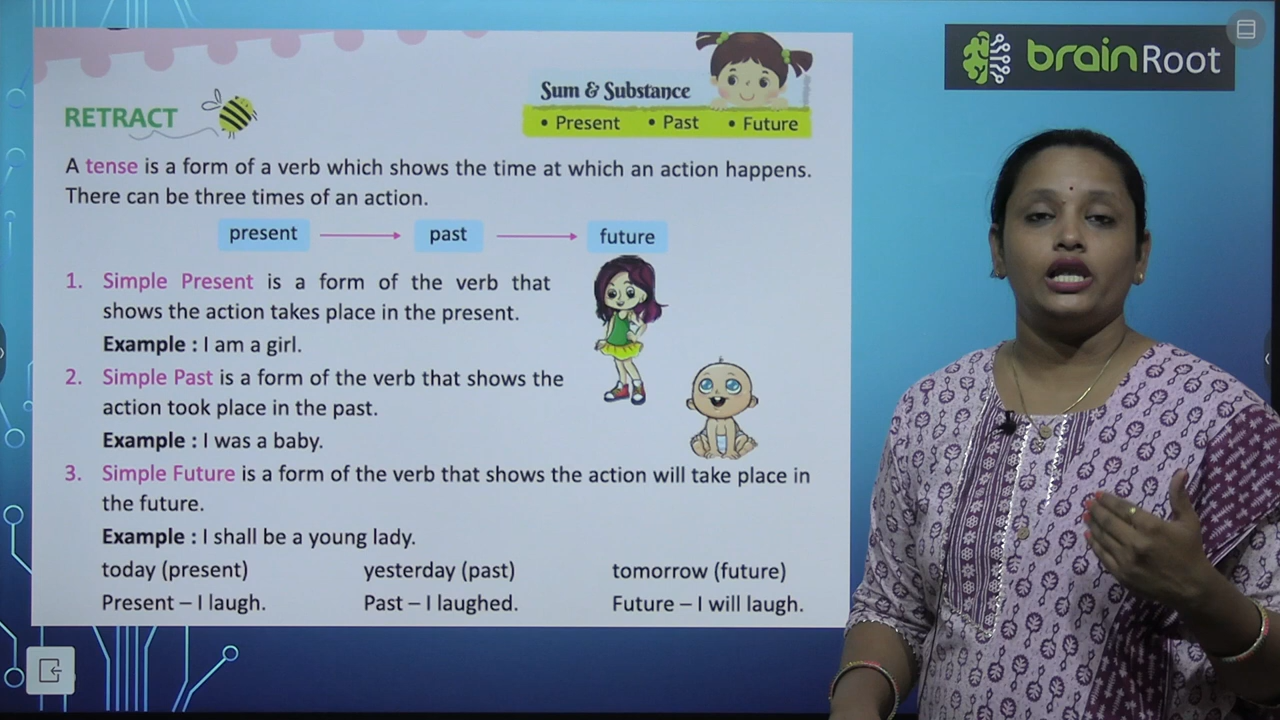 brainRoot
Sum & Substance
• Present • Past • Future
RETRACT
A tense is a form of a verb which shows the time at which an action happens.
There can be three times of an action.
present past future
1. Simple Present is a form of the verb that
shows the action takes place in the present.
Example : I am a girl.
2. Simple Past is a form of the verb that shows the
action took place in the past.
Example : I was a baby.
3. Simple Future is a form of the verb that shows the action will take place in
the future.
Example : I shall be a young lady.
today (present) yesterday (past) tomorrow (future)
Present – I laugh. Past – I laughed. Future – I will laugh.